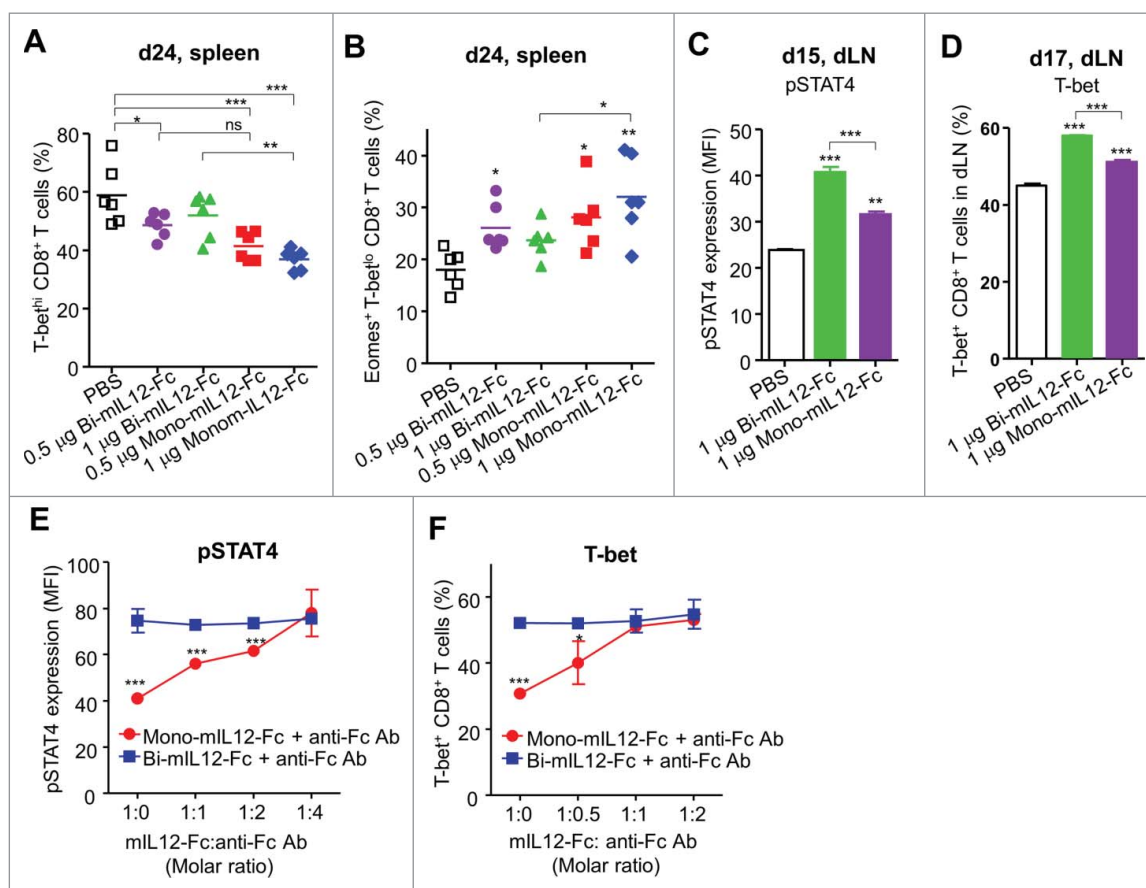 A
d24, spleen
***
***
*
ns
**
T-bet^hi CD8⁺ T cells (%)
80
60
40
20
0
PBS
0.5 μg Bi-mIL12-Fc
1 μg Bi-mIL12-Fc
0.5 μg Mono-mIL12-Fc
1 μg Monom-IL12-Fc
B
d24, spleen
*
*
*
**
Eomes⁺ T-bet^lo CD8⁺ T cells (%)
40
30
20
10
0
PBS
0.5 μg Bi-mIL12-Fc
1 μg Bi-mIL12-Fc
0.5 μg Mono-mIL12-Fc
1 μg Mono-mIL12-Fc
C
d15, dLN
pSTAT4
***
***
**
pSTAT4 expression (MFI)
50
40
30
20
10
0
PBS
1 μg Bi-mIL12-Fc
1 μg Mono-mIL12-Fc
D
d17, dLN
T-bet
***
***
***
T-bet⁺ CD8⁺ T cells in dLN (%)
60
40
20
0
PBS
1 μg Bi-mIL12-Fc
1 μg Mono-mIL12-Fc
E
pSTAT4
pSTAT4 expression (MFI)
100
80
60
40
20
0
***
***
***
Mono-mIL12-Fc + anti-Fc Ab
Bi-mIL12-Fc + anti-Fc Ab
1:0 1:1 1:2 1:4
mIL12-Fc:anti-Fc Ab
(Molar ratio)
F
T-bet
T-bet⁺ CD8⁺ T cells (%)
60
40
20
0
***
*
Mono-mIL12-Fc + anti-Fc Ab
Bi-mIL12-Fc + anti-Fc Ab
1:0 1:0.5 1:1 1:2
mIL12-Fc: anti-Fc Ab
(Molar ratio)